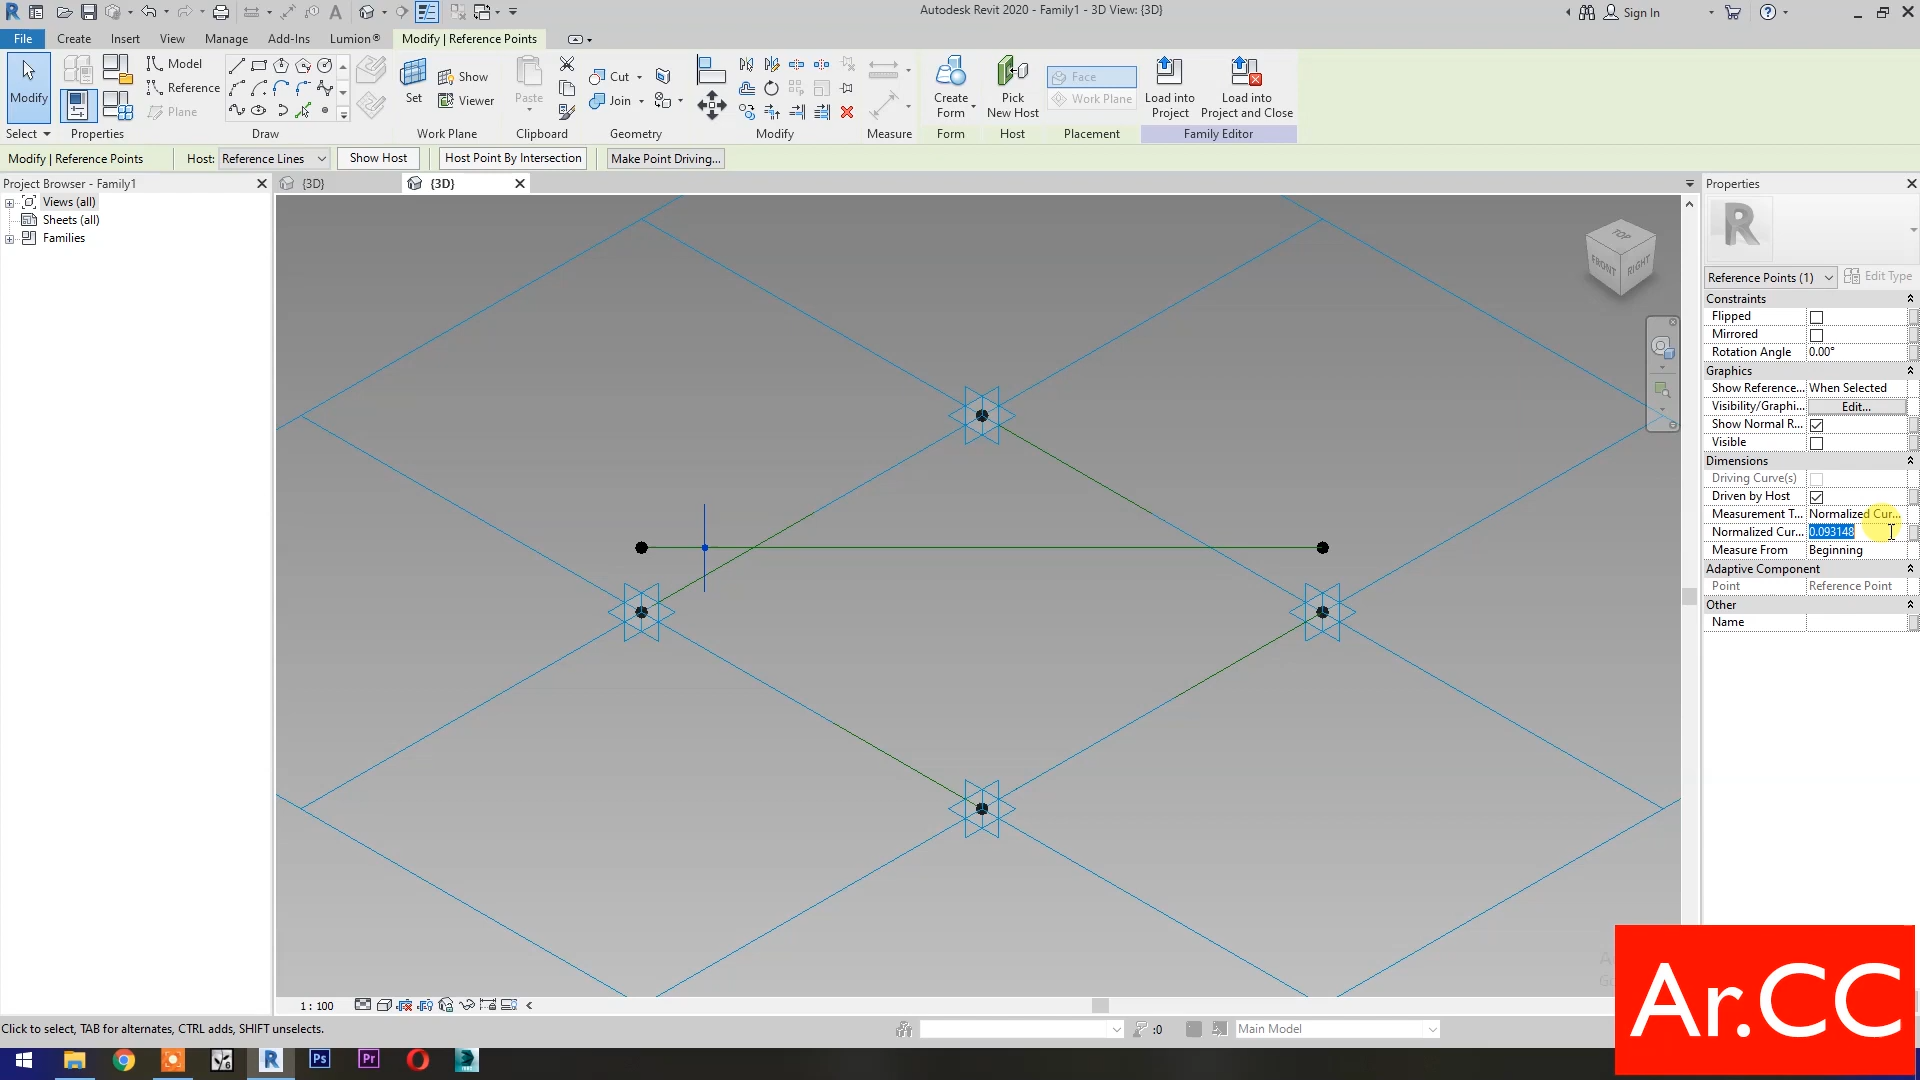 Autodesk Revit 2020 - Family1 - 3D View: {3D}
Sign In
File Create Insert View Manage Add-Ins Lumion® Modify | Reference Points
Modify
Model
Reference
Plane
Set
Show
Viewer
Paste
Cut
Join
Create Form
Pick New Host
Face
Work Plane
Load into Project
Load into Project and Close
Select Properties Draw Work Plane Clipboard Geometry Modify Measure Form Host Placement Family Editor
Modify | Reference Points Host: Reference Lines Show Host Host Point By Intersection Make Point Driving...
Project Browser - Family1
Views (all)
Sheets (all)
Families
{3D}
{3D}
TOP
FRONT
RIGHT
Properties
R
Reference Points (1) Edit Type
Constraints
Flipped
Mirrored
Rotation Angle 0.00°
Graphics
Show Reference... When Selected
Visibility/Graphi... Edit...
Show Normal R...
Visible
Dimensions
Driving Curve(s)
Driven by Host
Measurement T... Normalized Cur...
Normalized Cur... 0.093148
Measure From Beginning
Adaptive Component
Point Reference Point
Other
Name
1 : 100
Click to select, TAB for alternates, CTRL adds, SHIFT unselects.
:0
Main Model
R
Ps
Pr
Ar.CC